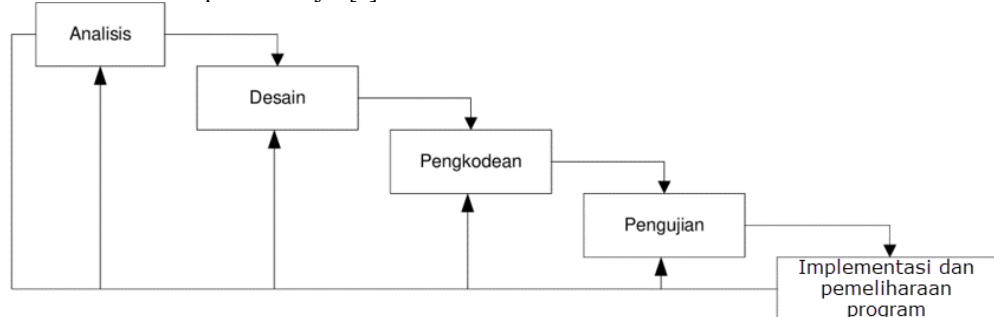 Analisis
Desain
Pengkodean
Pengujian
Implementasi dan
pemeliharaan
program